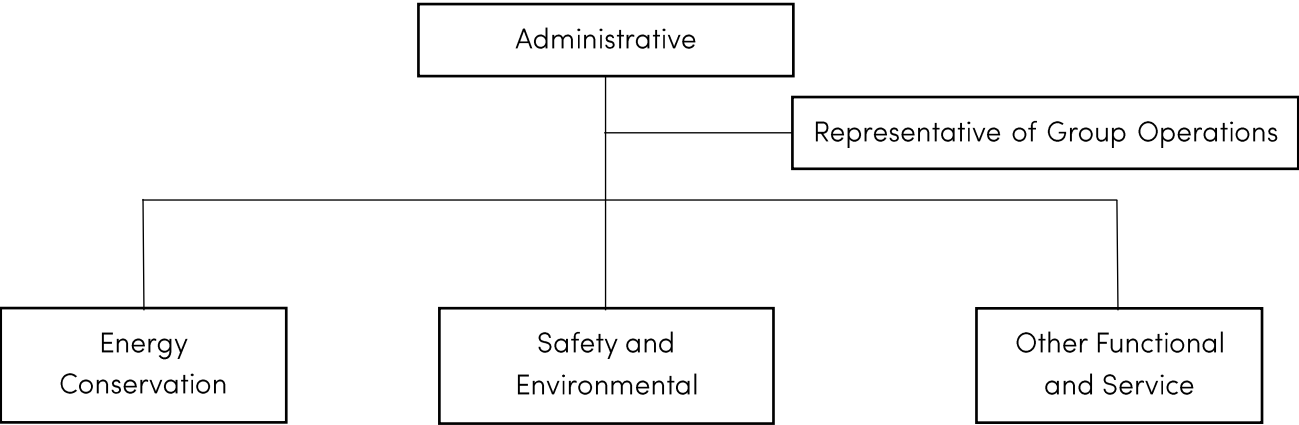 Administrative
Representative of Group Operations
Energy
Conservation
Safety and
Environmental
Other Functional
and Service